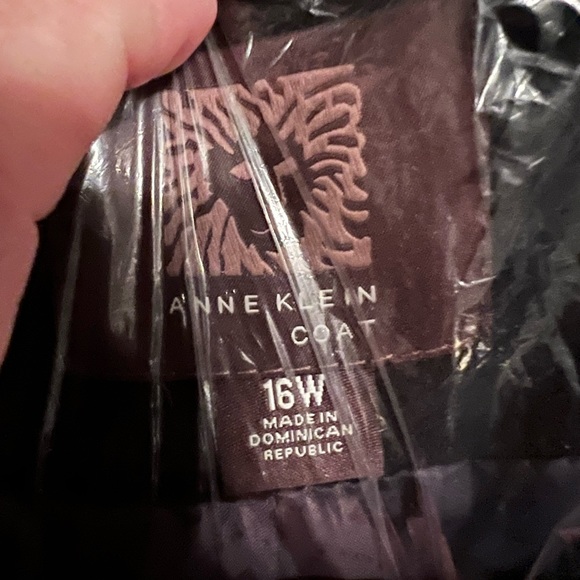 ANNE KLEIN
COAT
16W
MADE IN
DOMINICAN
REPUBLIC